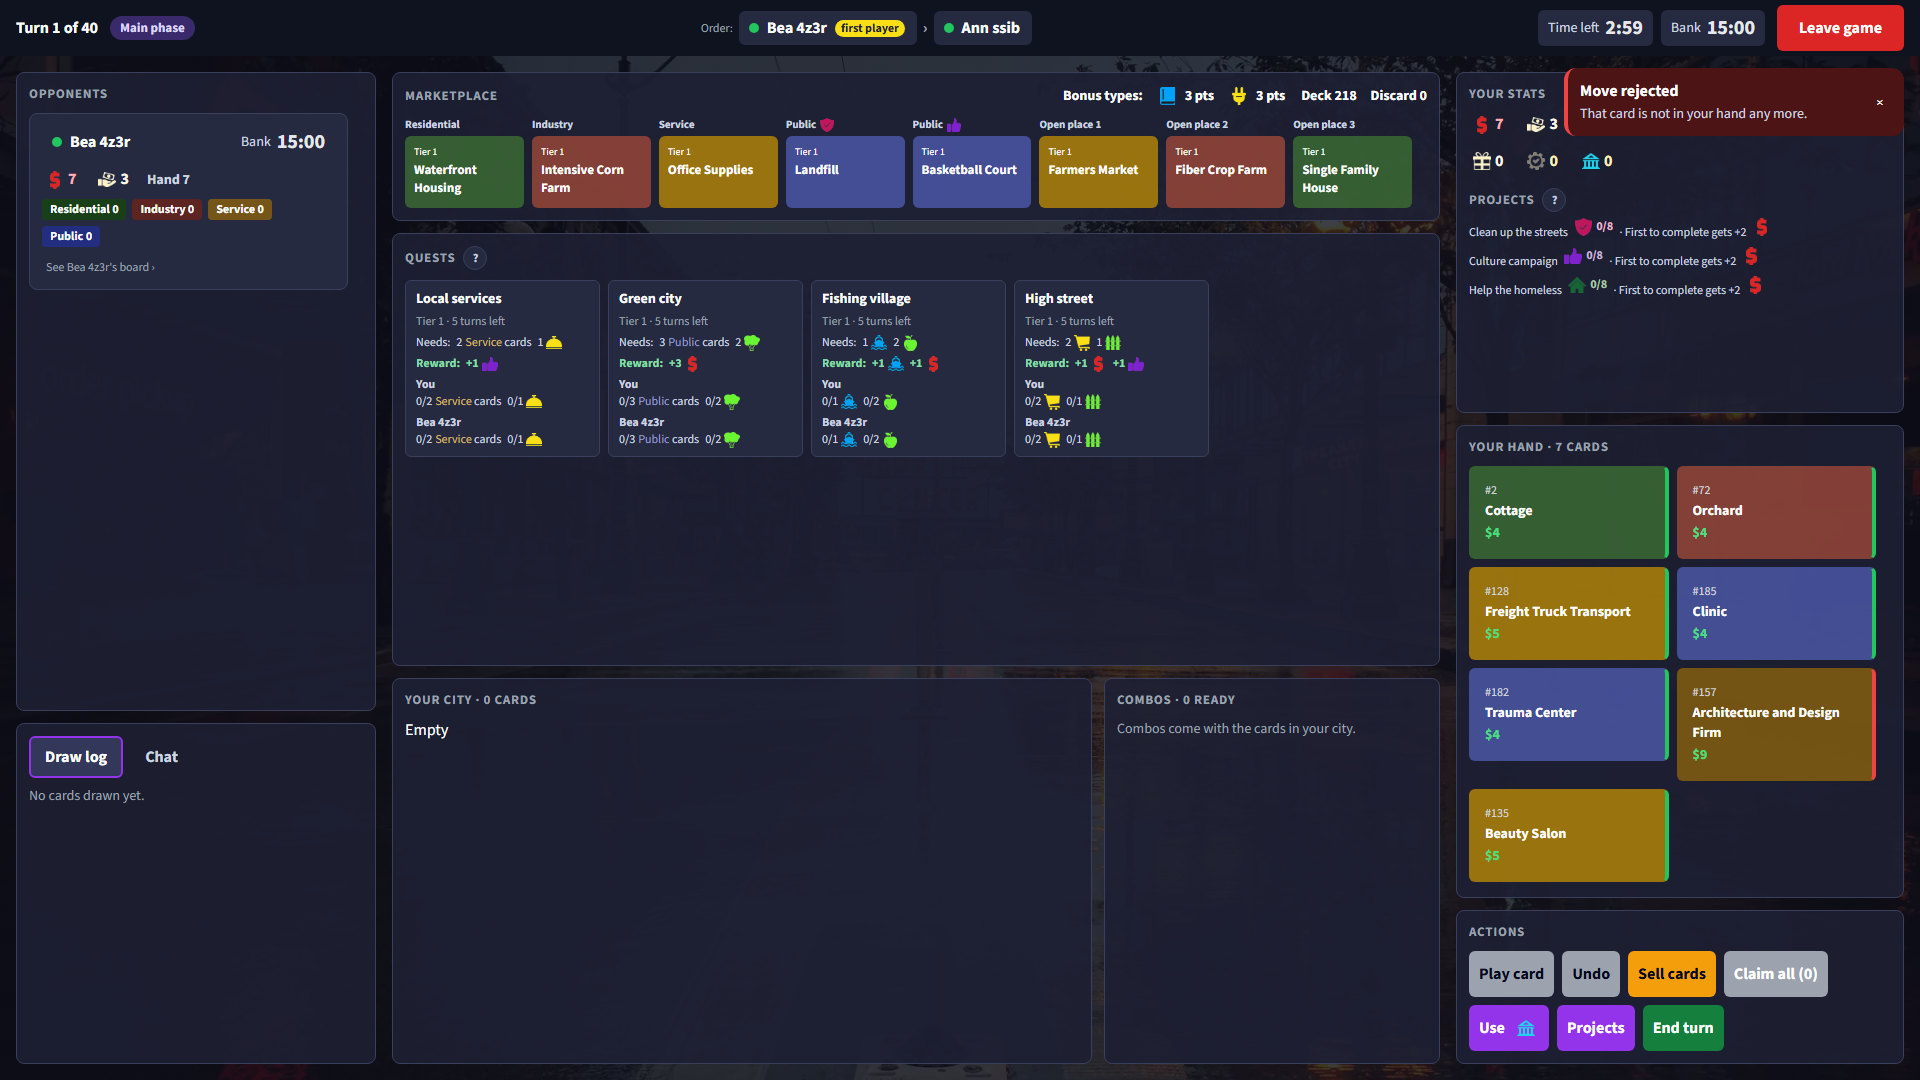 Turn 1 of 40 Main phase
Order: Bea 4z3r first player › Ann ssib
Time left 2:59 Bank 15:00 Leave game
OPPONENTS
Bea 4z3r Bank 15:00
7 3 Hand 7
Residential 0 Industry 0 Service 0
Public 0
See Bea 4z3r's board ›
Draw log Chat
No cards drawn yet.
MARKETPLACE Bonus types: 3 pts 3 pts Deck 218 Discard 0
Residential Industry Service Public Public Open place 1 Open place 2 Open place 3
Tier 1
Waterfront
Housing
Tier 1
Intensive Corn
Farm
Tier 1
Office Supplies
Tier 1
Landfill
Tier 1
Basketball Court
Tier 1
Farmers Market
Tier 1
Fiber Crop Farm
Tier 1
Single Family
House
QUESTS ?
Local services
Tier 1 · 5 turns left
Needs: 2 Service cards 1
Reward: +1
You
0/2 Service cards 0/1
Bea 4z3r
0/2 Service cards 0/1
Green city
Tier 1 · 5 turns left
Needs: 3 Public cards 2
Reward: +3
You
0/3 Public cards 0/2
Bea 4z3r
0/3 Public cards 0/2
Fishing village
Tier 1 · 5 turns left
Needs: 1 2
Reward: +1 +1
You
0/1 0/2
Bea 4z3r
0/1 0/2
High street
Tier 1 · 5 turns left
Needs: 2 1
Reward: +1 +1
You
0/2 0/1
Bea 4z3r
0/2 0/1
YOUR CITY · 0 CARDS
Empty
COMBOS · 0 READY
Combos come with the cards in your city.
YOUR STATS
7 3
0 0 0
Move rejected ×
That card is not in your hand any more.
PROJECTS ?
Clean up the streets 0/8 · First to complete gets +2
Culture campaign 0/8 · First to complete gets +2
Help the homeless 0/8 · First to complete gets +2
YOUR HAND · 7 CARDS
#2
Cottage
$4
#72
Orchard
$4
#128
Freight Truck Transport
$5
#185
Clinic
$4
#182
Trauma Center
$4
#157
Architecture and Design
Firm
$9
#135
Beauty Salon
$5
ACTIONS
Play card Undo Sell cards Claim all (0)
Use Projects End turn